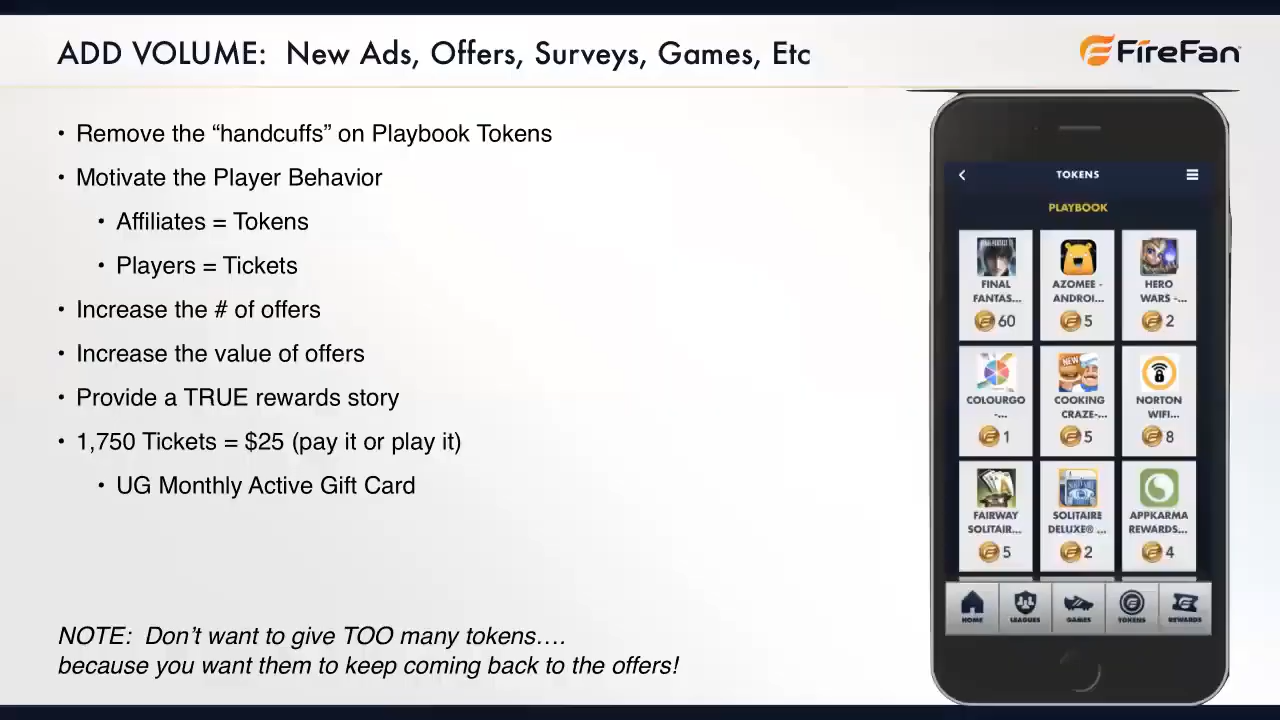 ADD VOLUME: New Ads, Offers, Surveys, Games, Etc
FireFan
• Remove the “handcuffs” on Playbook Tokens
• Motivate the Player Behavior
• Affiliates = Tokens
• Players = Tickets
• Increase the # of offers
• Increase the value of offers
• Provide a TRUE rewards story
• 1,750 Tickets = $25 (pay it or play it)
• UG Monthly Active Gift Card
NOTE: Don’t want to give TOO many tokens….
because you want them to keep coming back to the offers!
TOKENS
PLAYBOOK
FINAL
FANTAS...
60
AZOMEE -
ANDROI...
5
HERO
WARS -...
2
COLOURGO
-...
1
NEW
COOKING
CRAZE-...
5
NORTON
WIFI...
8
FAIRWAY
SOLITAIR...
5
SOLITAIRE
DELUXE® ...
2
APPKARMA
REWARDS...
4
HOME
LEAGUES
GAMES
TOKENS
REWARDS